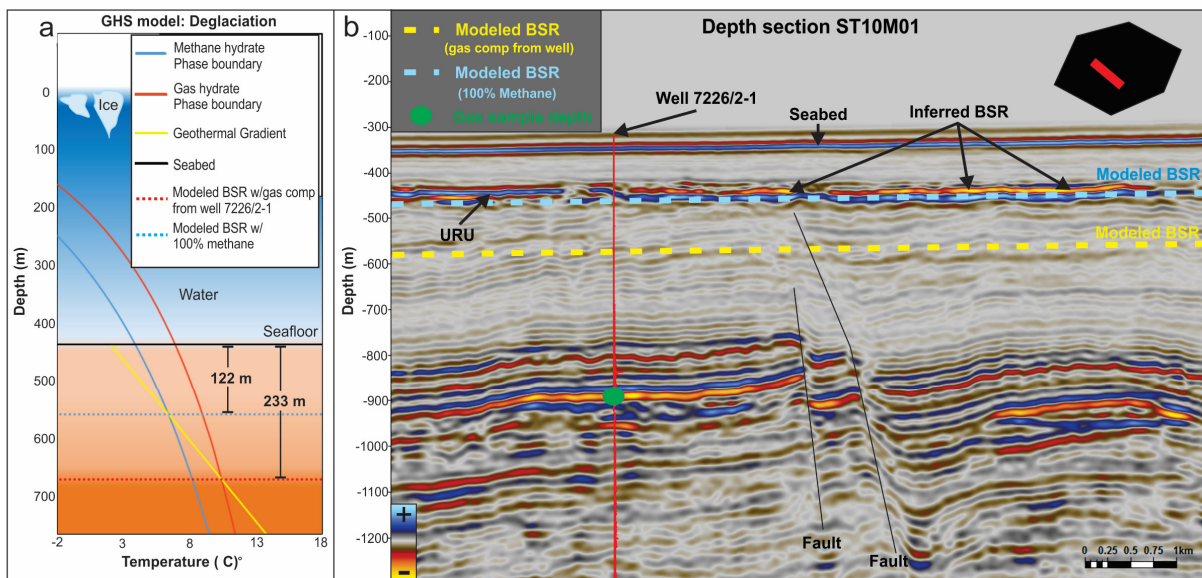 a
GHS model: Deglaciation
Methane hydrate
Phase boundary
Gas hydrate
Phase boundary
Geothermal Gradient
Seabed
Modeled BSR w/gas comp
from well 7226/2-1
Modeled BSR w/
100% methane
Ice
Water
Seafloor
122 m
233 m
Depth (m)
0
100
200
300
400
500
600
700
-2
3
8
13
18
Temperature ( C)°
b
Modeled BSR
(gas comp from well)
Modeled BSR
(100% Methane)
Gas sample depth
Depth section ST10M01
Well 7226/2-1
Seabed
Inferred BSR
Modeled BSR
URU
Modeled BSR
Fault
Fault
Depth (m)
-100
-200
-300
-400
-500
-600
-700
-800
-900
-1000
-1100
-1200
+
-
0 0.25 0.5 0.75 1km